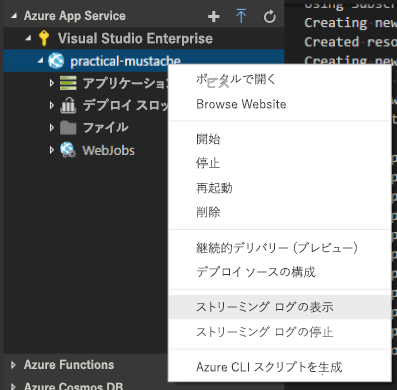 Azure App Service
Visual Studio Enterprise
practical-mustache
アプリケーション
デプロイ スロッ
ファイル
WebJobs
ポータルで開く
Browse Website
開始
停止
再起動
削除
継続的デリバリー (プレビュー)
デプロイ ソースの構成
ストリーミング ログの表示
ストリーミング ログの停止
Azure CLI スクリプトを生成
Azure Functions
Azure Cosmos DB
Creating new
Created reso
Creating new
Creating new